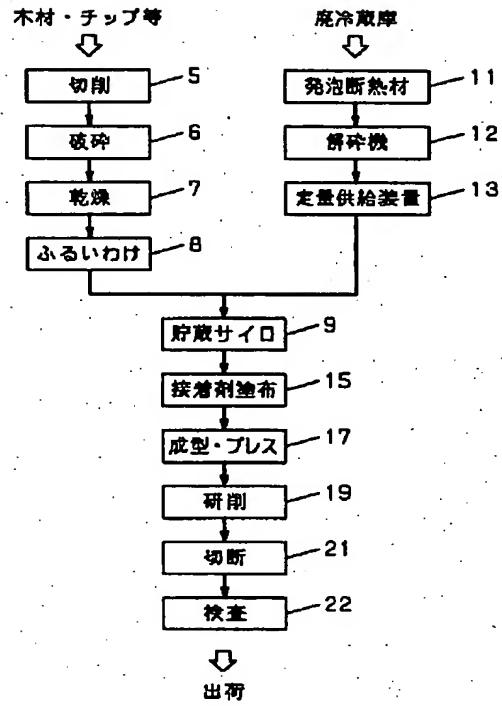 木材・チップ等
廃冷蔵庫
切削
5
発泡断熱材
11
破砕
6
解砕機
12
乾燥
7
定量供給装置
13
ふるいわけ
8
貯蔵サイロ
9
接着剤塗布
15
成型・プレス
17
研削
19
切断
21
検査
22
出荷